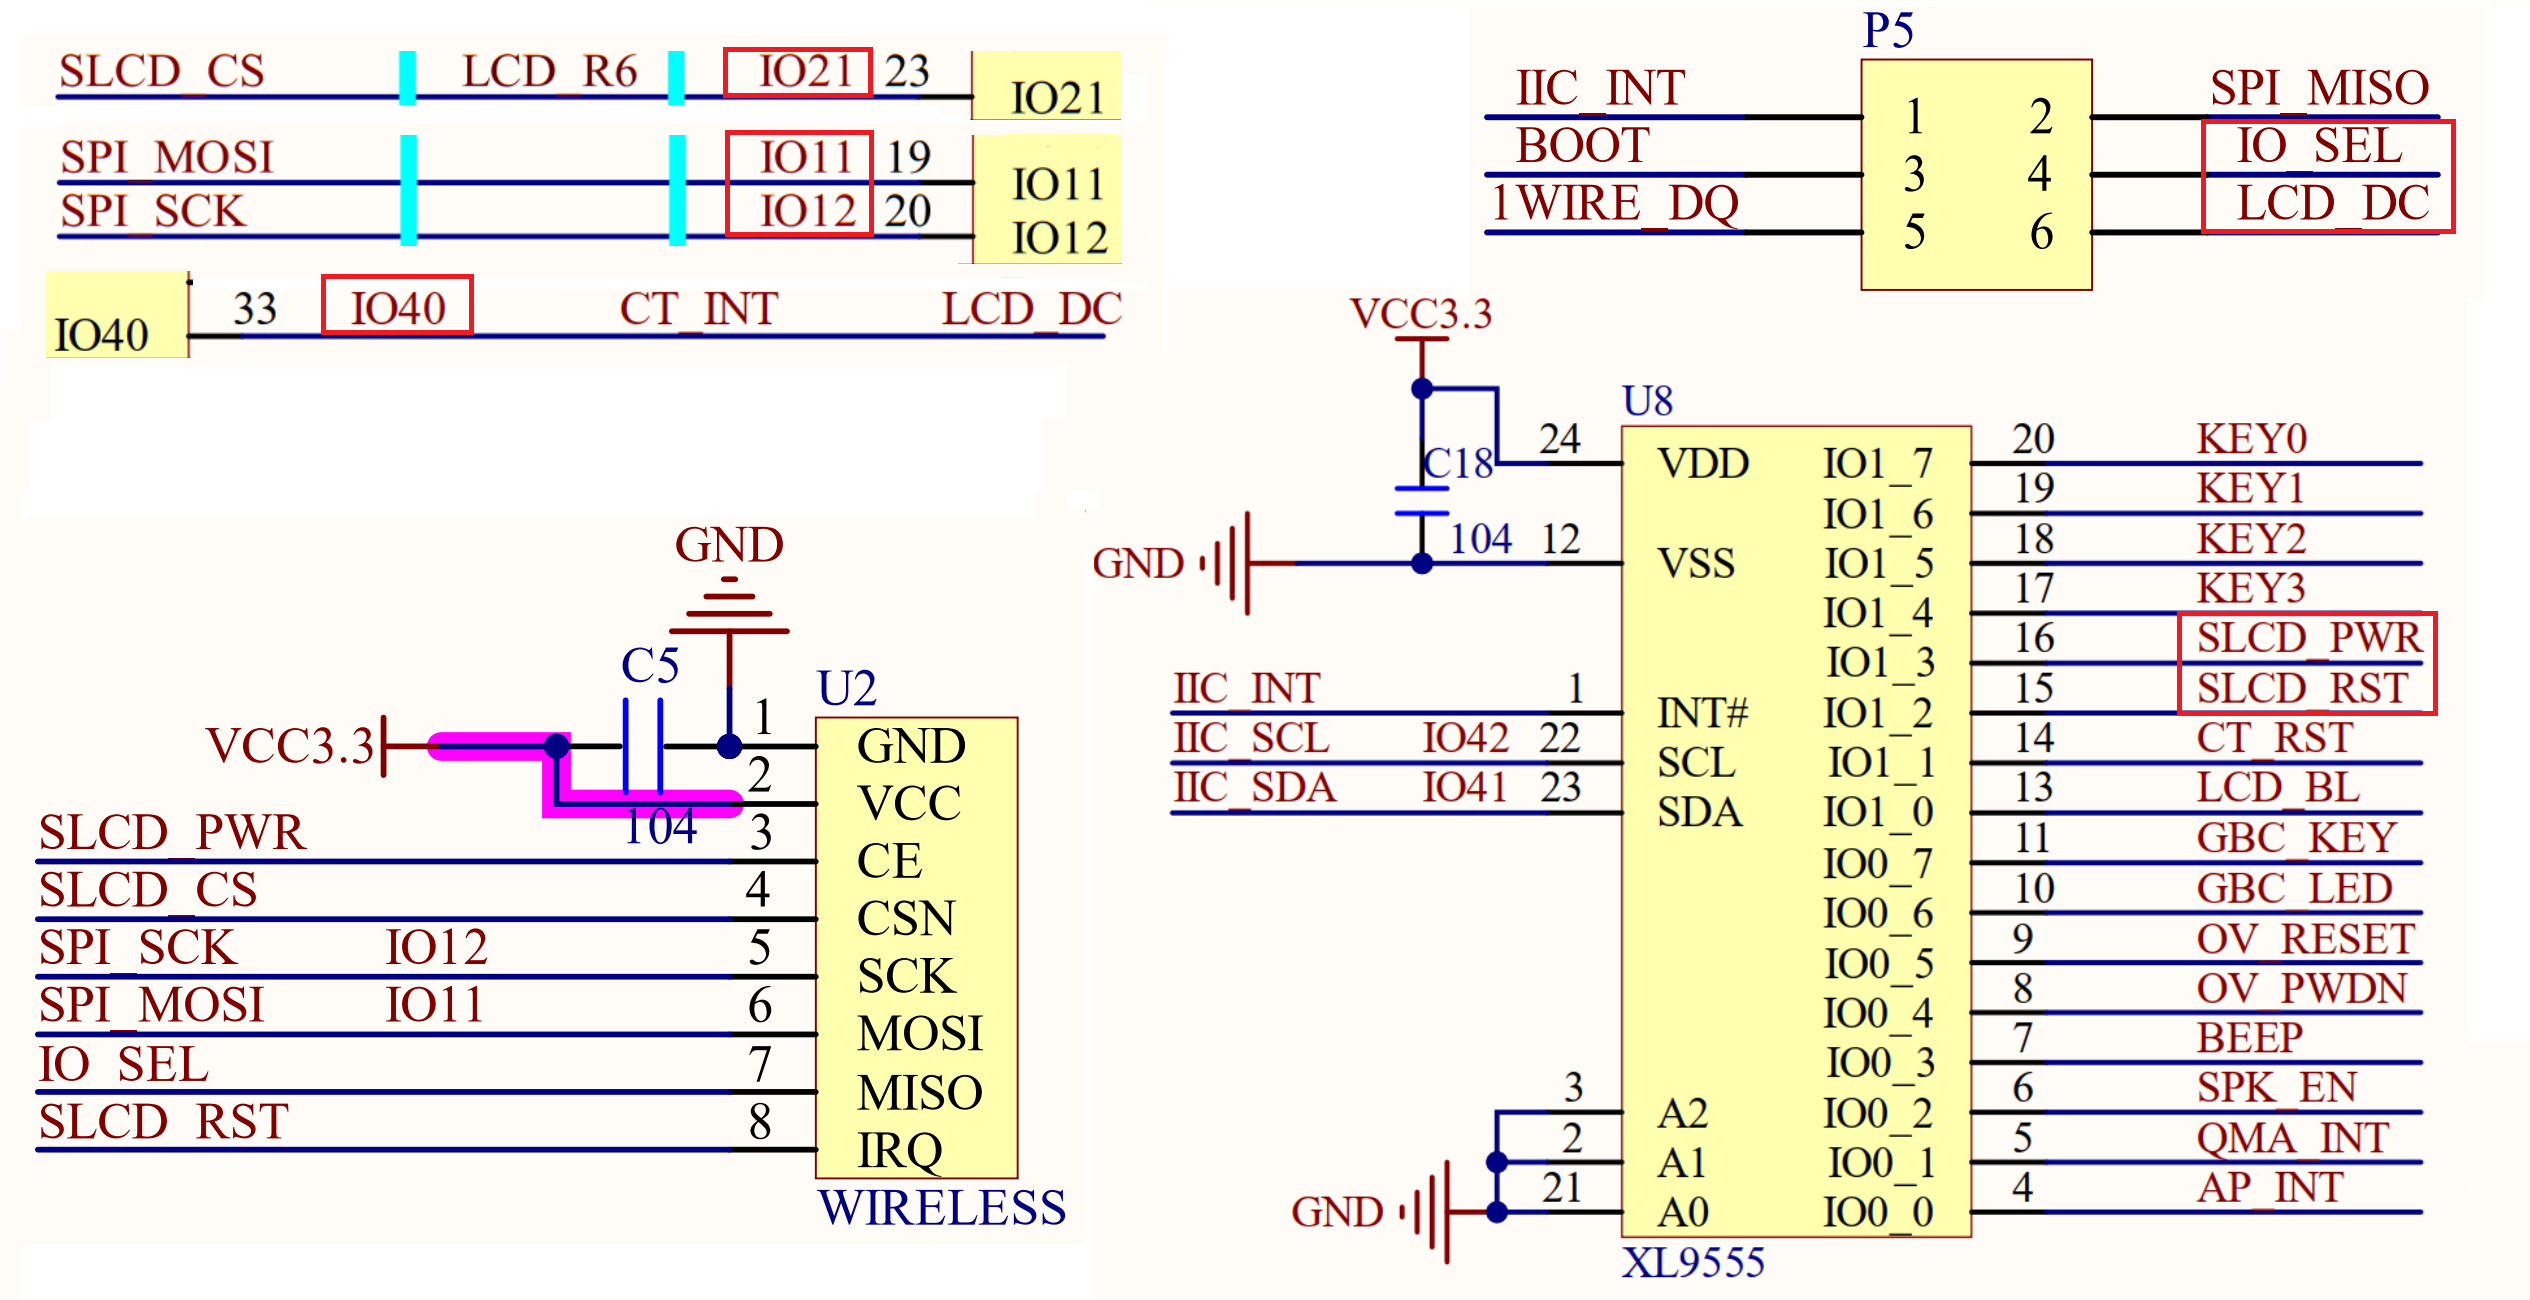 SLCD_CS LCD_R6 IO21 23 IO21
SPI_MOSI IO11 19 IO11
SPI_SCK IO12 20 IO12
IO40 33 IO40 CT_INT LCD_DC
P5
IIC_INT 1 2 SPI_MISO
BOOT 3 4 IO_SEL
1WIRE_DQ 5 6 LCD_DC
GND
C5
U2
VCC3.3
104
1 GND
2 VCC
SLCD_PWR 3 CE
SLCD_CS 4 CSN
SPI_SCK IO12 5 SCK
SPI_MOSI IO11 6 MOSI
IO_SEL 7 MISO
SLCD_RST 8 IRQ
WIRELESS
VCC3.3
C18
104
GND
U8
24 VDD
12 VSS
IIC_INT 1 INT#
IIC_SCL IO42 22 SCL
IIC_SDA IO41 23 SDA
3 A2
2 A1
21 A0
GND
IO1_7 20 KEY0
IO1_6 19 KEY1
IO1_5 18 KEY2
IO1_4 17 KEY3
IO1_3 16 SLCD_PWR
IO1_2 15 SLCD_RST
IO1_1 14 CT_RST
IO1_0 13 LCD_BL
IO0_7 11 GBC_KEY
IO0_6 10 GBC_LED
IO0_5 9 OV_RESET
IO0_4 8 OV_PWDN
IO0_3 7 BEEP
IO0_2 6 SPK_EN
IO0_1 5 QMA_INT
IO0_0 4 AP_INT
XL9555